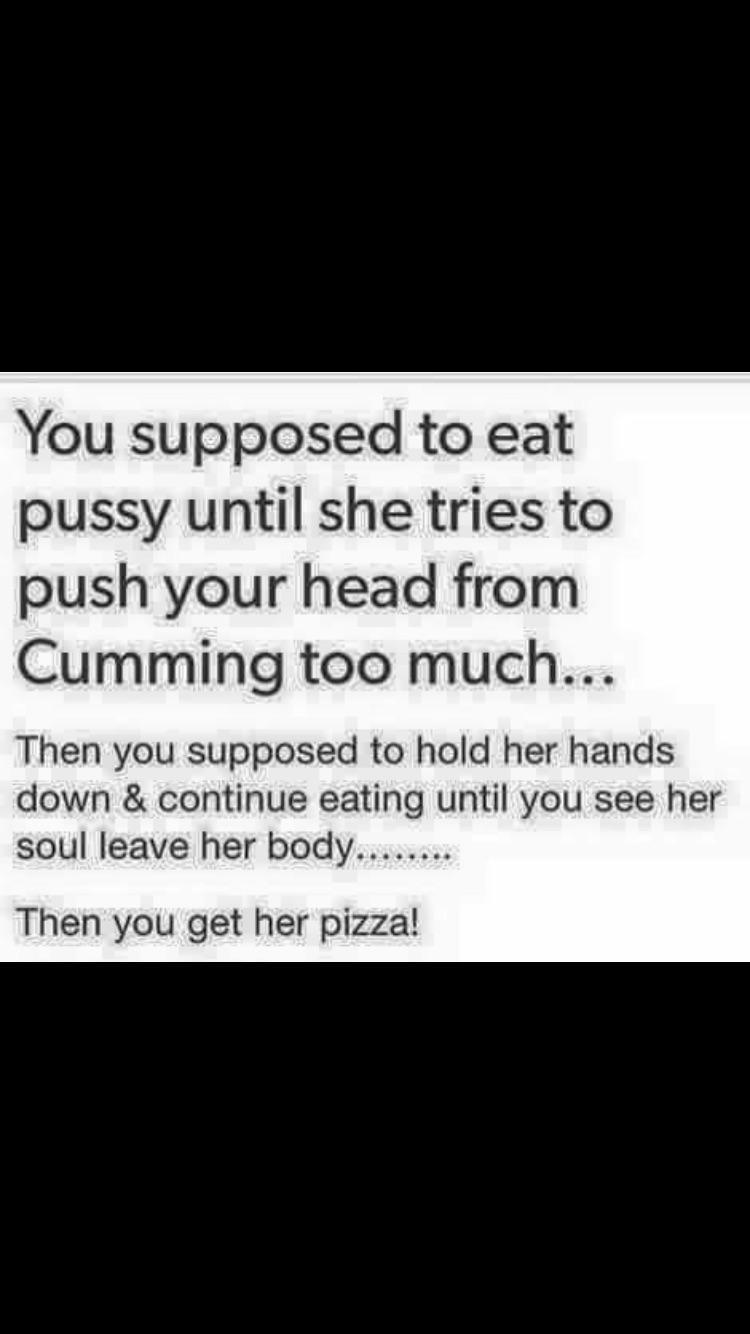 You supposed to eat
pussy until she tries to
push your head from
Cumming too much...
Then you supposed to hold her hands
down & continue eating until you see her
soul leave her body........
Then you get her pizza!